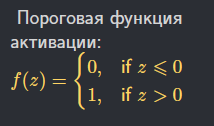 Пороговая функция
активации:
f(z) = {0, if z ⩽ 0
1, if z > 0